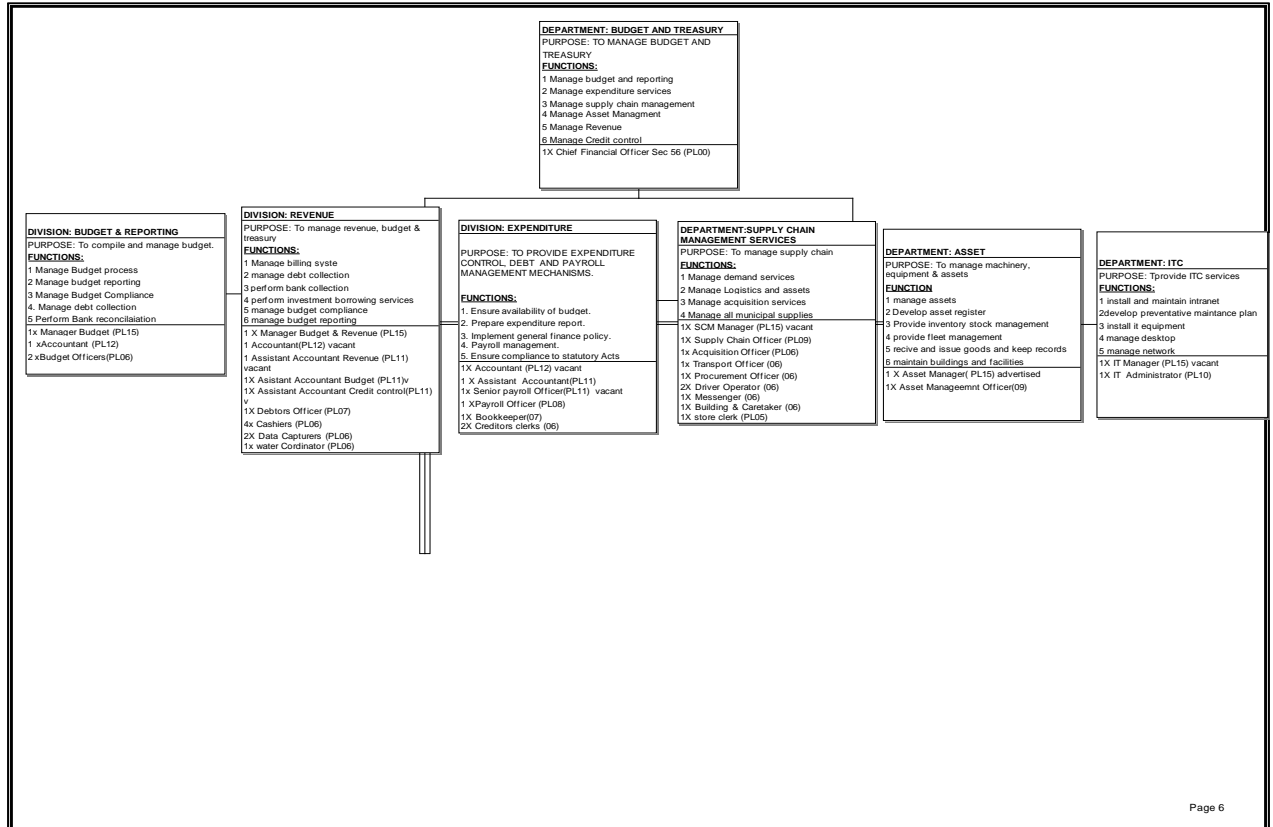 DEPARTMENT: BUDGET AND TREASURY
PURPOSE: TO MANAGE BUDGET AND
TREASURY
FUNCTIONS:
1 Manage budget and reporting
2 Manage expenditure services
3 Manage supply chain management
4 Manage Asset Managment
5 Manage Revenue
6 Manage Credit control
1X Chief Financial Officer Sec 56 (PL00)
DIVISION: BUDGET & REPORTING
PURPOSE: To compile and manage budget.
FUNCTIONS:
1 Manage Budget process
2 Manage budget reporting
3 Manage Budget Compliance
4. Manage debt collection
5 Perform Bank reconcilaiation
1x Manager Budget (PL15)
1 xAccountant (PL12)
2 xBudget Officers(PL06)
DIVISION: REVENUE
PURPOSE: To manage revenue, budget &
treasury
FUNCTIONS:
1 Manage billing syste
2 manage debt collection
3 perform bank collection
4 perform investment borrowing services
5 manage budget compliance
6 manage budget reporting
1 X Manager Budget & Revenue (PL15)
1 Accountant(PL12) vacant
1 Assistant Accountant Revenue (PL11)
vacant
1X Asistant Accountant Budget (PL11)v
1X Assistant Accountant Credit control(PL11)
v
1X Debtors Officer (PL07)
4x Cashiers (PL06)
2X Data Capturers (PL06)
1x water Cordinator (PL06)
DIVISION: EXPENDITURE
PURPOSE: TO PROVIDE EXPENDITURE
CONTROL, DEBT AND PAYROLL
MANAGEMENT MECHANISMS.
FUNCTIONS:
1. Ensure availability of budget.
2. Prepare expenditure report.
3. Implement general finance policy.
4. Payroll management.
5. Ensure compliance to statutory Acts
1X Accountant (PL12) vacant
1 X Assistant Accountant(PL11)
1x Senior payroll Officer(PL11) vacant
1 XPayroll Officer (PL08)
1X Bookkeeper(07)
2X Creditors clerks (06)
DEPARTMENT:SUPPLY CHAIN
MANAGEMENT SERVICES
PURPOSE: To manage supply chain
FUNCTIONS:
1 Manage demand services
2 Manage Logistics and assets
3 Manage acquisition services
4 Manage all municipal supplies
1X SCM Manager (PL15) vacant
1X Supply Chain Officer (PL09)
1x Acquisition Officer (PL06)
1x Transport Officer (06)
1X Procurement Officer (06)
2X Driver Operator (06)
1X Messenger (06)
1X Building & Caretaker (06)
1X store clerk (PL05)
DEPARTMENT: ASSET
PURPOSE: To manage machinery,
equipment & assets
FUNCTION
1 manage assets
2 Develop asset register
3 Provide inventory stock management
4 provide fleet management
5 recive and issue goods and keep records
6 maintain buildings and facilities
1 X Asset Manager( PL15) advertised
1X Asset Manageemnt Officer(09)
DEPARTMENT: ITC
PURPOSE: Tprovide ITC services
FUNCTIONS:
1 install and maintain intranet
2develop preventative maintance plan
3 install it equipment
4 manage desktop
5 manage network
1X IT Manager (PL15) vacant
1X IT Administrator (PL10)
Page 6